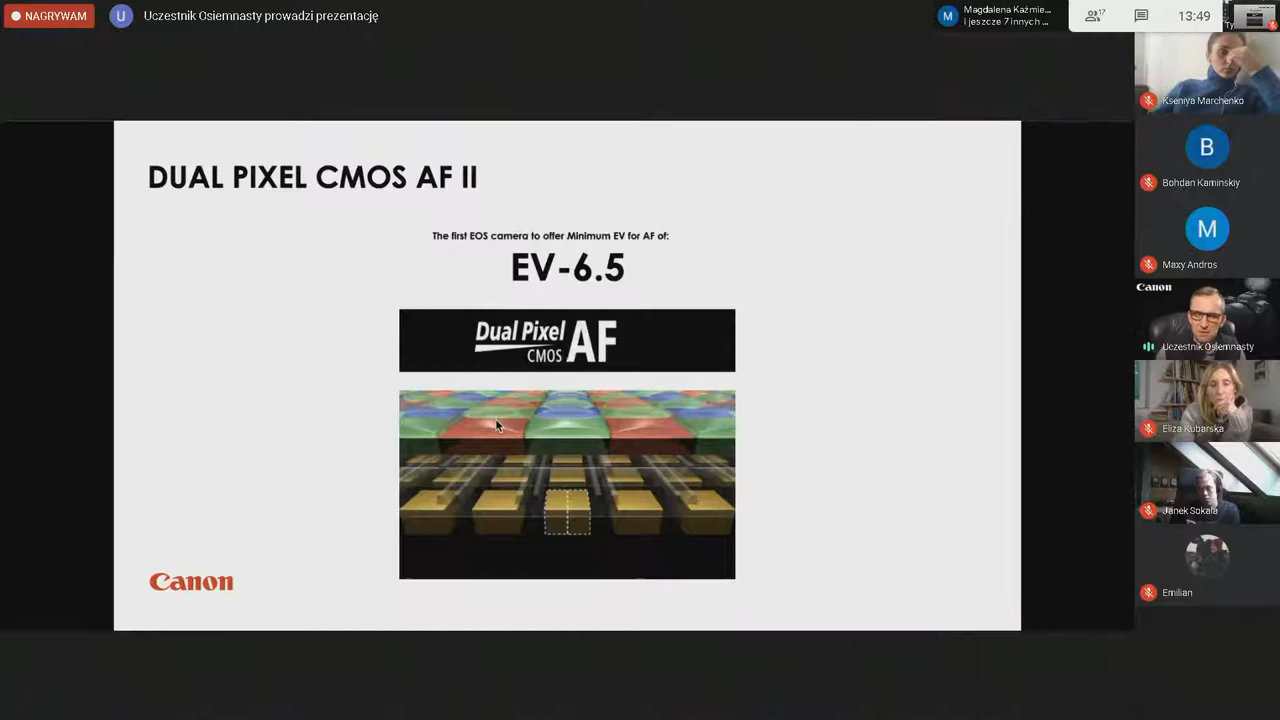 NAGRYWAM
U
Uczestnik Osiemnasty prowadzi prezentację
M
Magdalena Kaźmie...
i jeszcze 7 innych ...
17
13:49
DUAL PIXEL CMOS AF II
The first EOS camera to offer Minimum EV for AF of:
EV-6.5
Dual Pixel
CMOS AF
Canon
Kseniya Marchenko
B
Bohdan Kaminskiy
M
Maxy Andros
Canon
Uczestnik Osiemnasty
Eliza Kubarska
Janek Sokała
Emilian